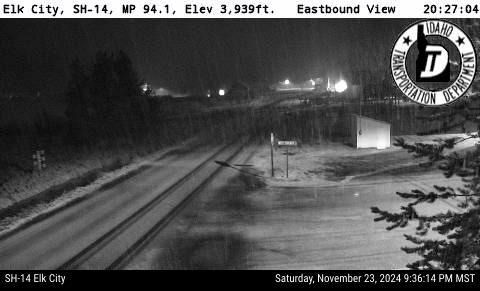 Elk City, SH-14, MP 94.1, Elev 3,939ft. Eastbound View 20:27:04
IDAHO
TRANSPORTATION DEPARTMENT
SH-14 Elk City Saturday, November 23, 2024 9:36:14 PM MST